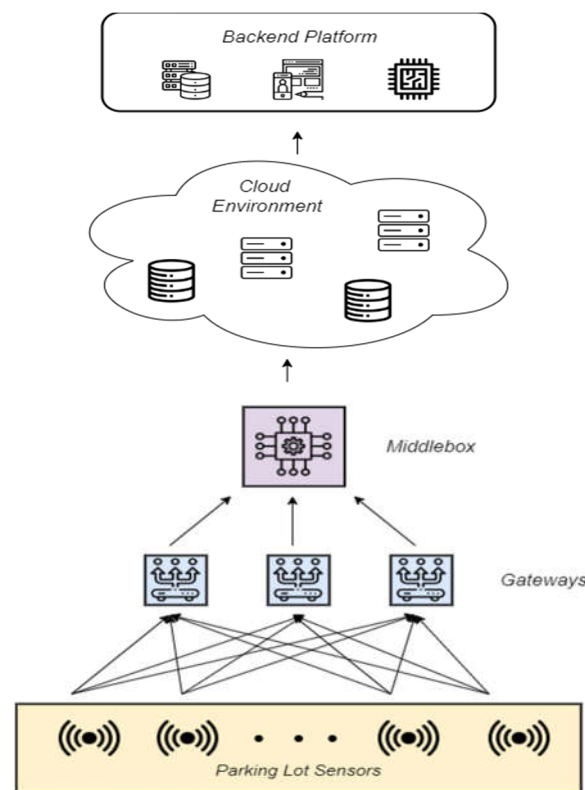 Backend Platform
Cloud
Environment
Middlebox
Gateways
Parking Lot Sensors